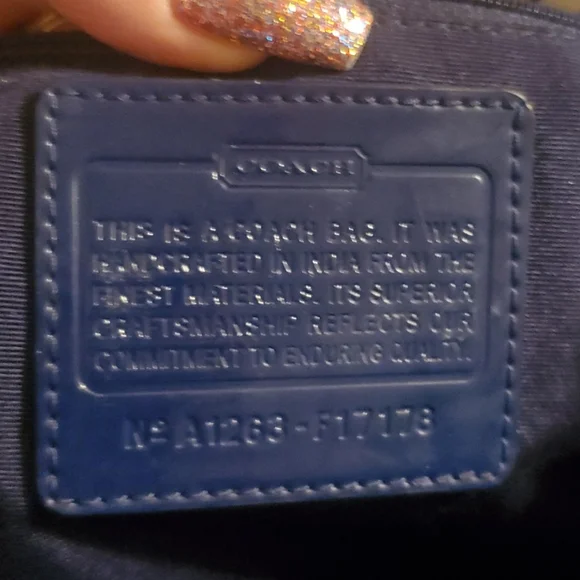 COACH
THIS IS A COACH BAG. IT WAS
HANDCRAFTED IN INDIA FROM THE
FINEST MATERIALS. ITS SUPERIOR
CRAFTSMANSHIP REFLECTS OUR
COMMITMENT TO ENDURING QUALITY.
Nº A1263-F17178